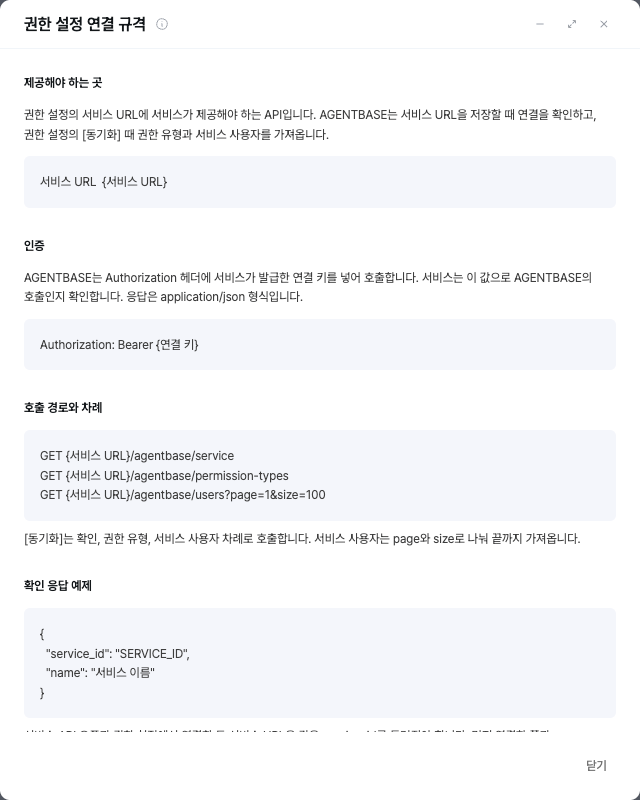 권한 설정 연결 규격
제공해야 하는 곳
권한 설정의 서비스 URL에 서비스가 제공해야 하는 API입니다. AGENTBASE는 서비스 URL을 저장할 때 연결을 확인하고,
권한 설정의 [동기화] 때 권한 유형과 서비스 사용자를 가져옵니다.
서비스 URL  {서비스 URL}
인증
AGENTBASE는 Authorization 헤더에 서비스가 발급한 연결 키를 넣어 호출합니다. 서비스는 이 값으로 AGENTBASE의
호출인지 확인합니다. 응답은 application/json 형식입니다.
Authorization: Bearer {연결 키}
호출 경로와 차례
GET {서비스 URL}/agentbase/service
GET {서비스 URL}/agentbase/permission-types
GET {서비스 URL}/agentbase/users?page=1&size=100
[동기화]는 확인, 권한 유형, 서비스 사용자 차례로 호출합니다. 서비스 사용자는 page와 size로 나눠 끝까지 가져옵니다.
확인 응답 예제
{
  "service_id": "SERVICE_ID",
  "name": "서비스 이름"
}
닫기